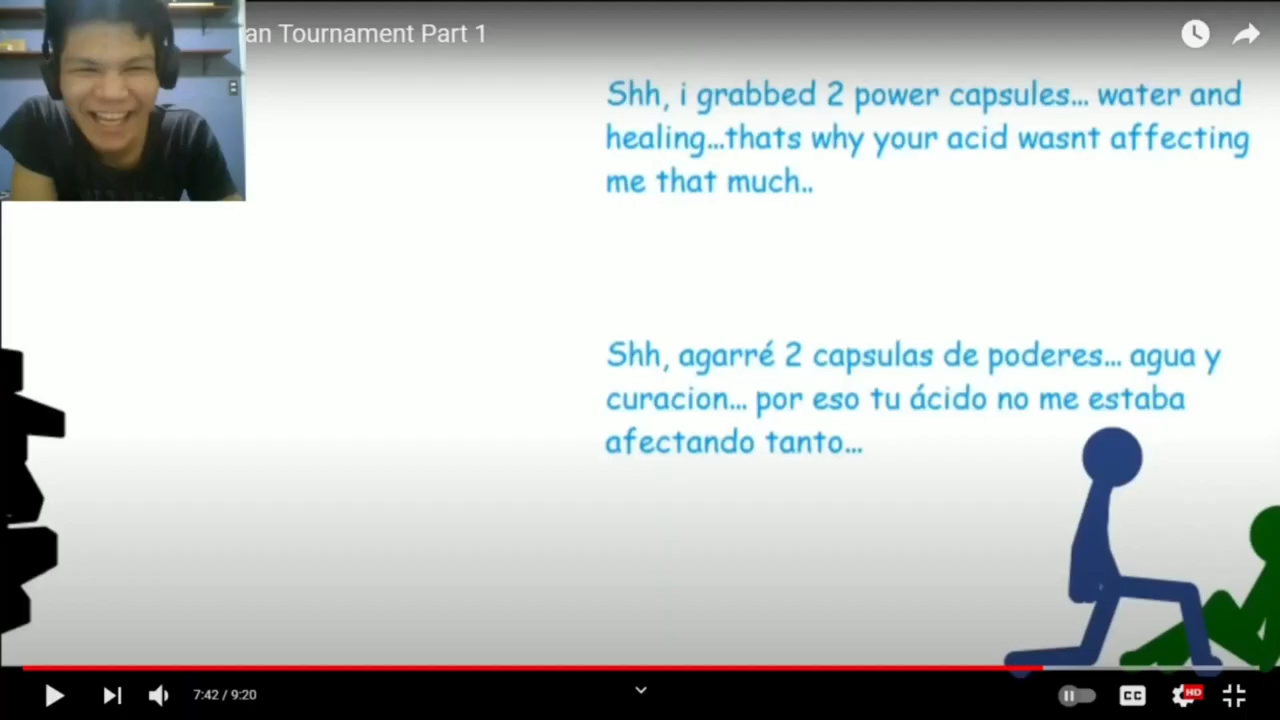 an Tournament Part 1
Shh, i grabbed 2 power capsules... water and
healing...thats why your acid wasnt affecting
me that much..
Shh, agarré 2 capsulas de poderes... agua y
curacion... por eso tu ácido no me estaba
afectando tanto...
7:42 / 9:20
CC
HD